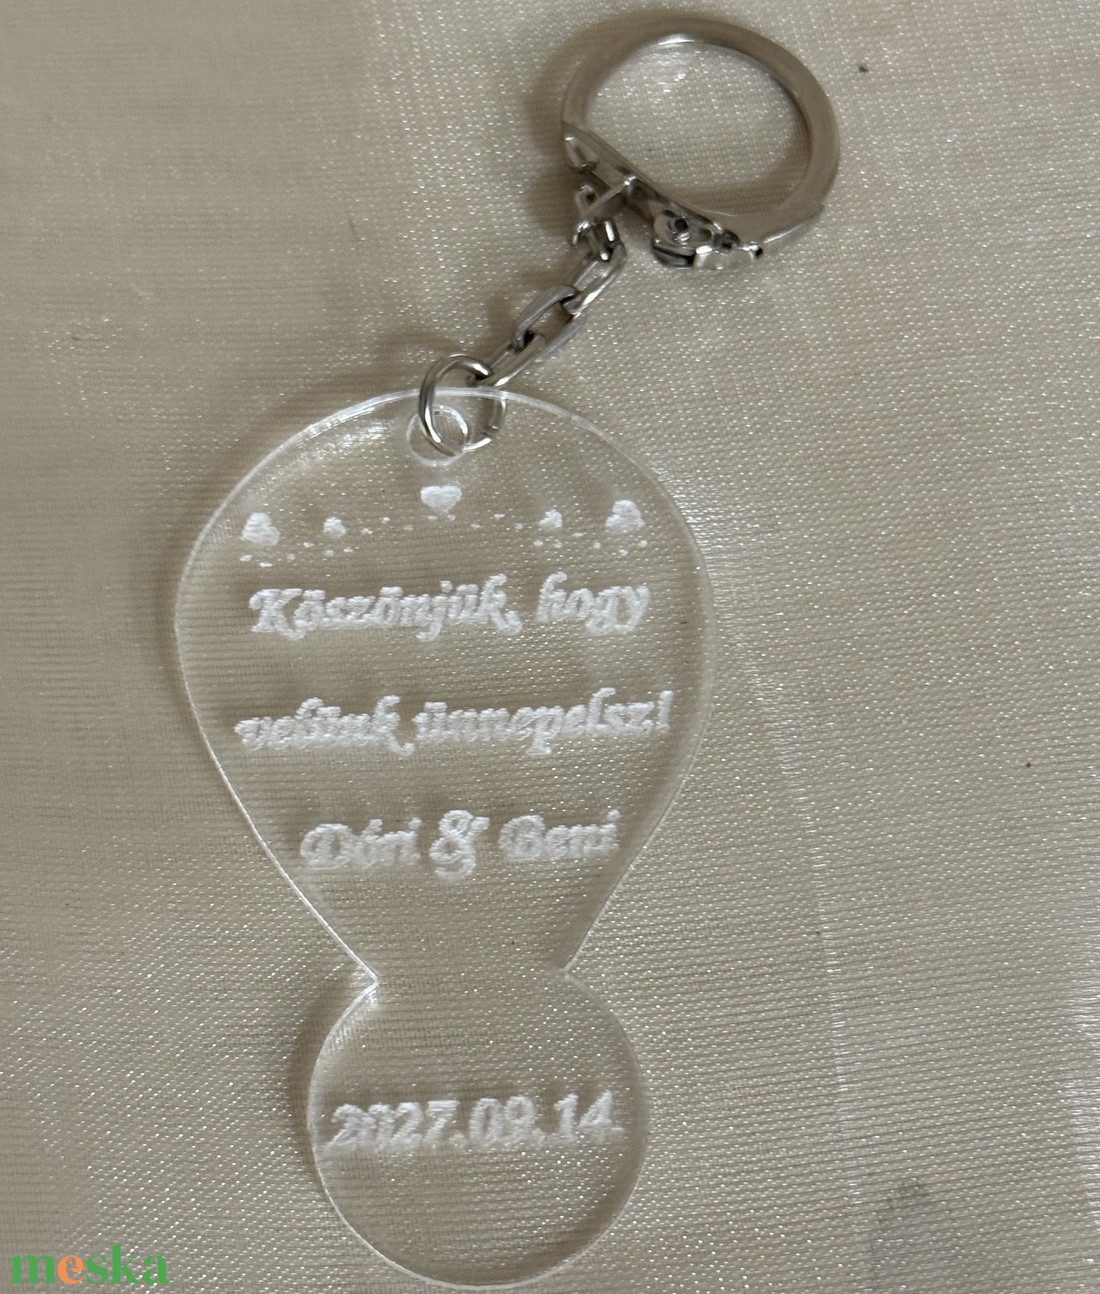 Köszönjük, hogy
velünk ünnepelsz!
Dóri & Beni
2027.09.14.
meska